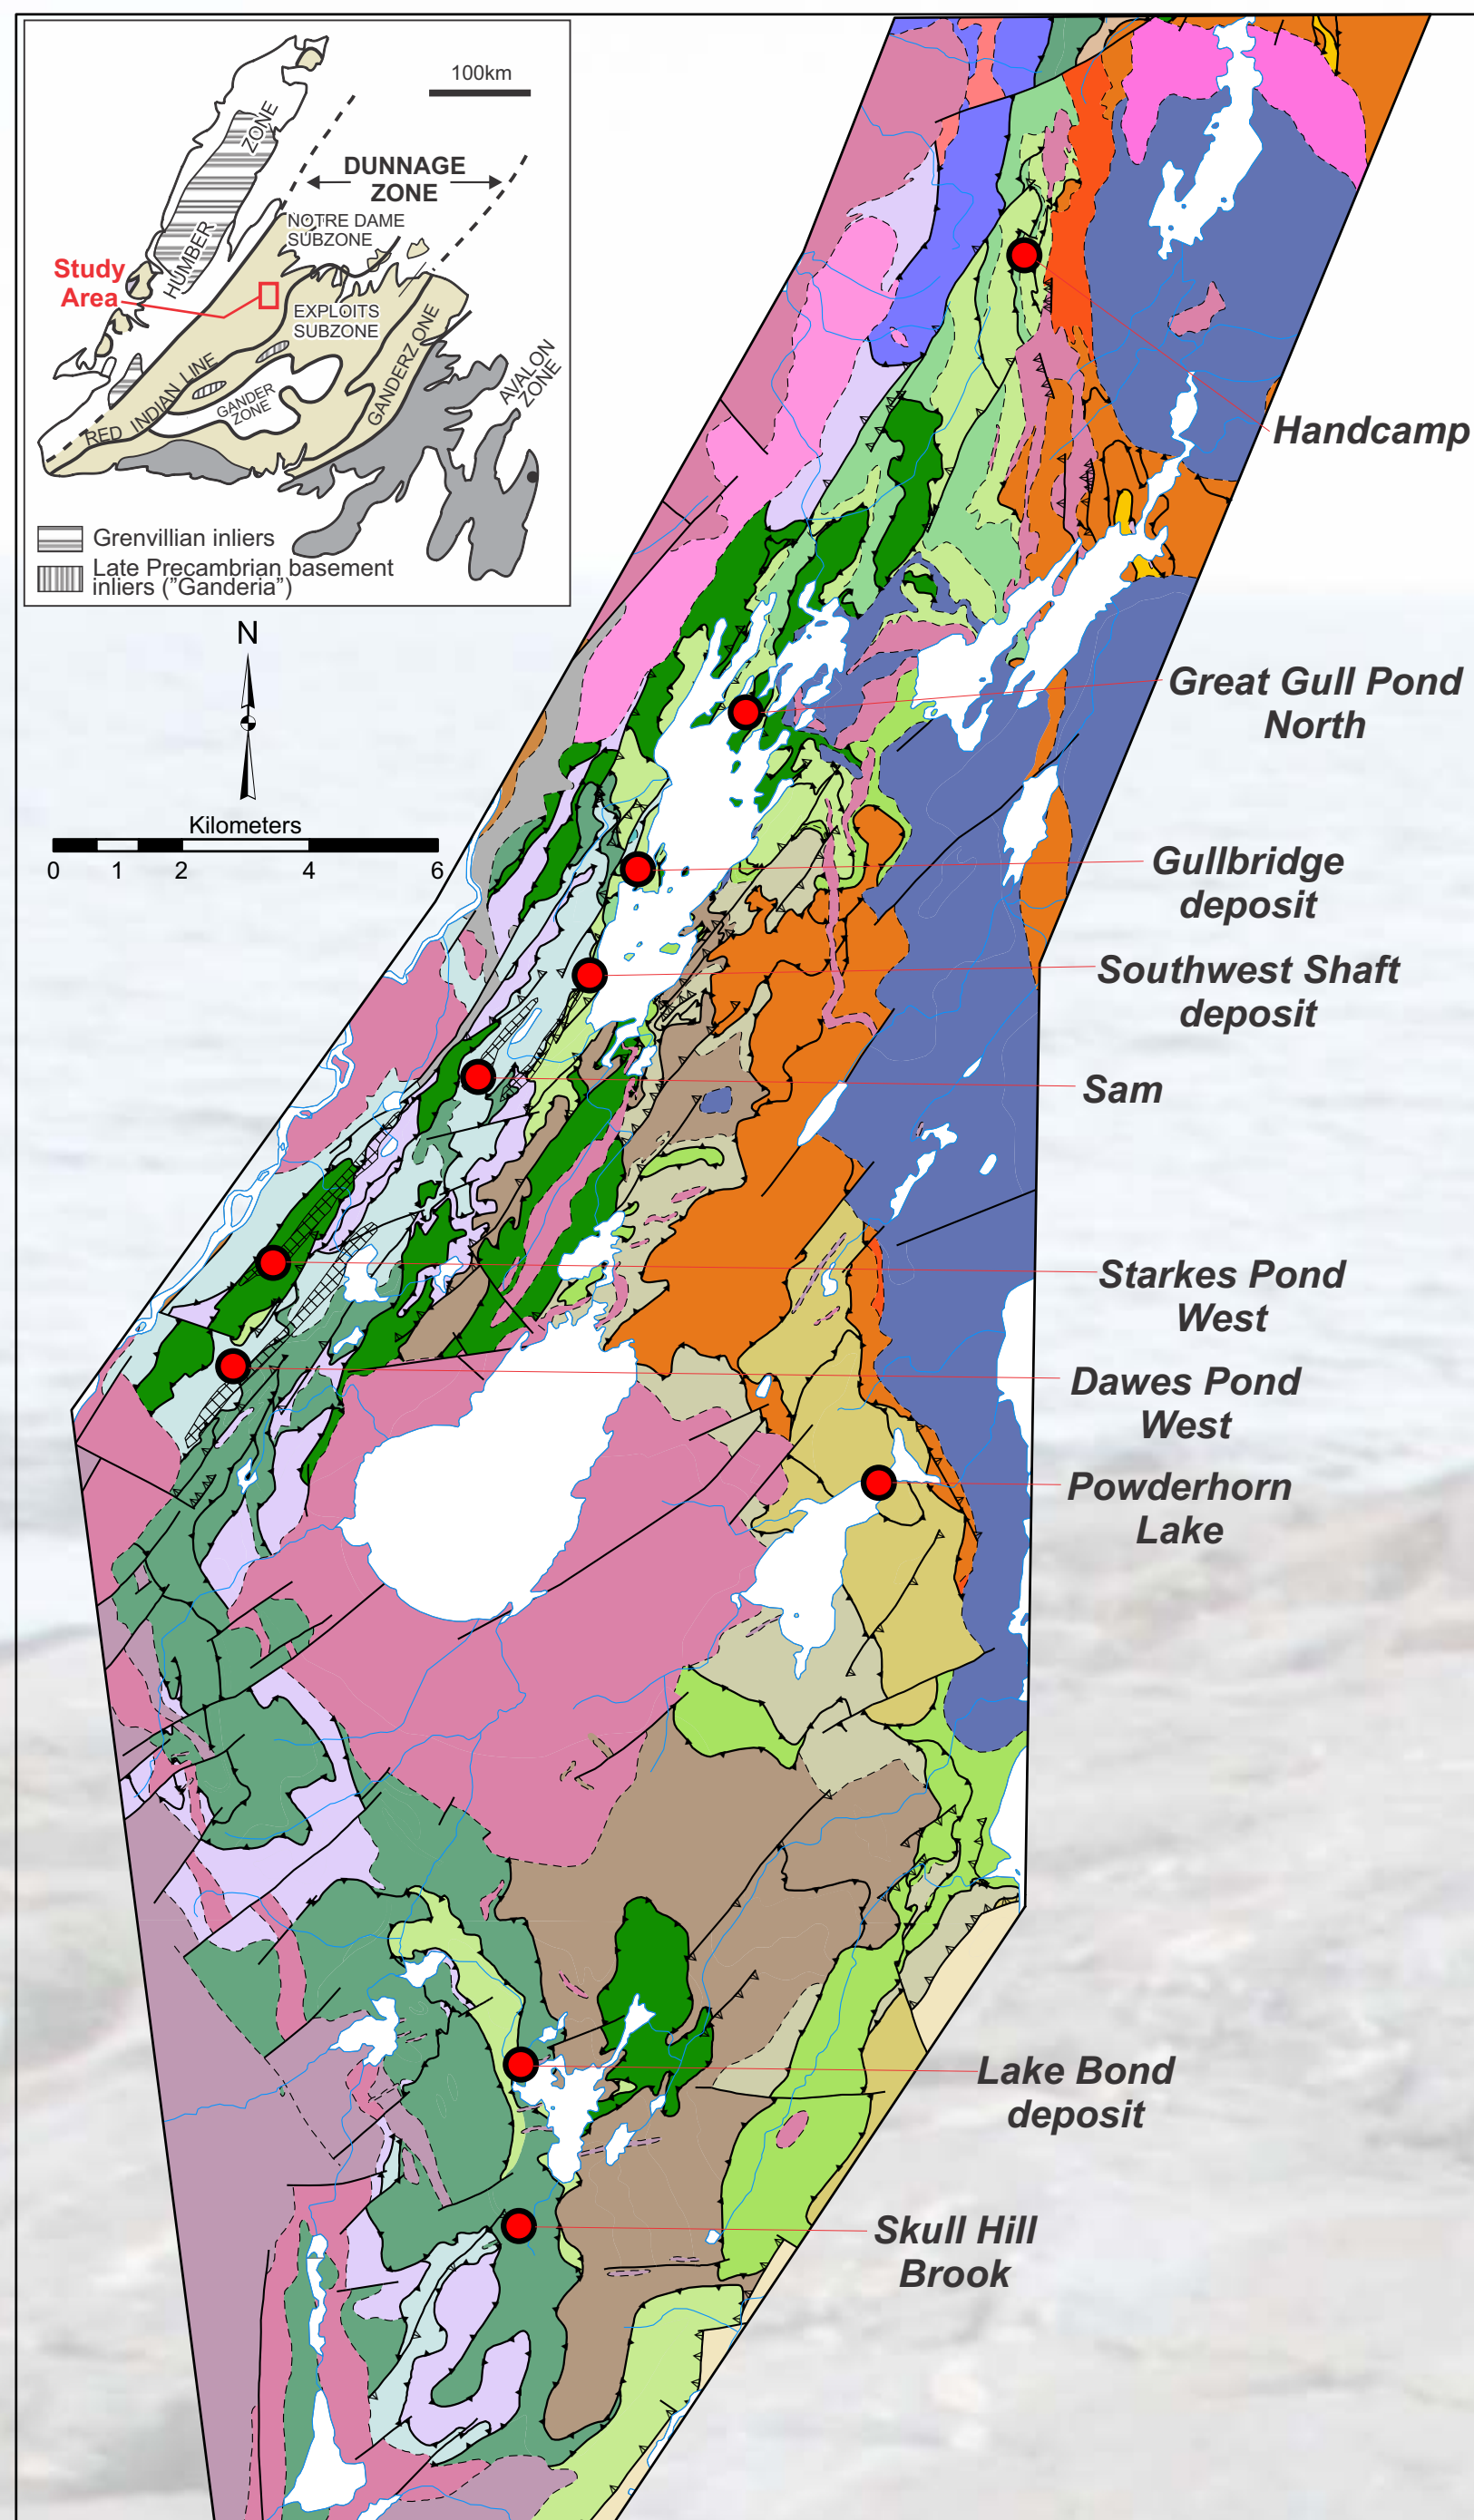 100km
ZONE
HUMBER
DUNNAGE
ZONE
NOTRE DAME
SUBZONE
Study
Area
EXPLOITS
SUBZONE
RED INDIAN LINE
GANDER
ZONE
GANDERZONE
AVALON
ZONE
Grenvillian inliers
Late Precambrian basement
inliers ("Ganderia")
N
Kilometers
0 1 2 4 6
Handcamp
Great Gull Pond
North
Gullbridge
deposit
Southwest Shaft
deposit
Sam
Starkes Pond
West
Dawes Pond
West
Powderhorn
Lake
Lake Bond
deposit
Skull Hill
Brook